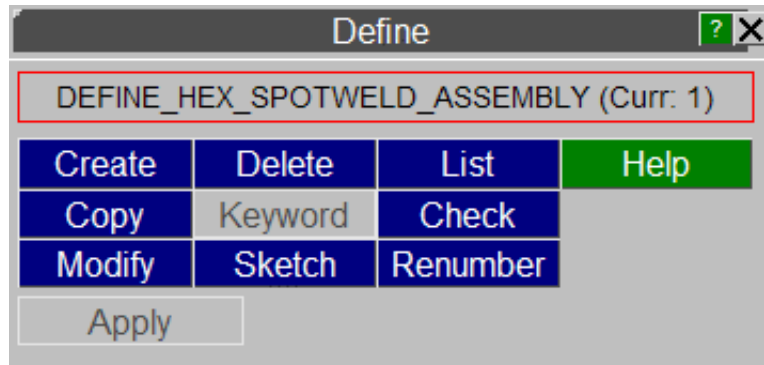 Define ? X
DEFINE_HEX_SPOTWELD_ASSEMBLY (Curr: 1)
Create Delete List Help
Copy Keyword Check
Modify Sketch Renumber
Apply